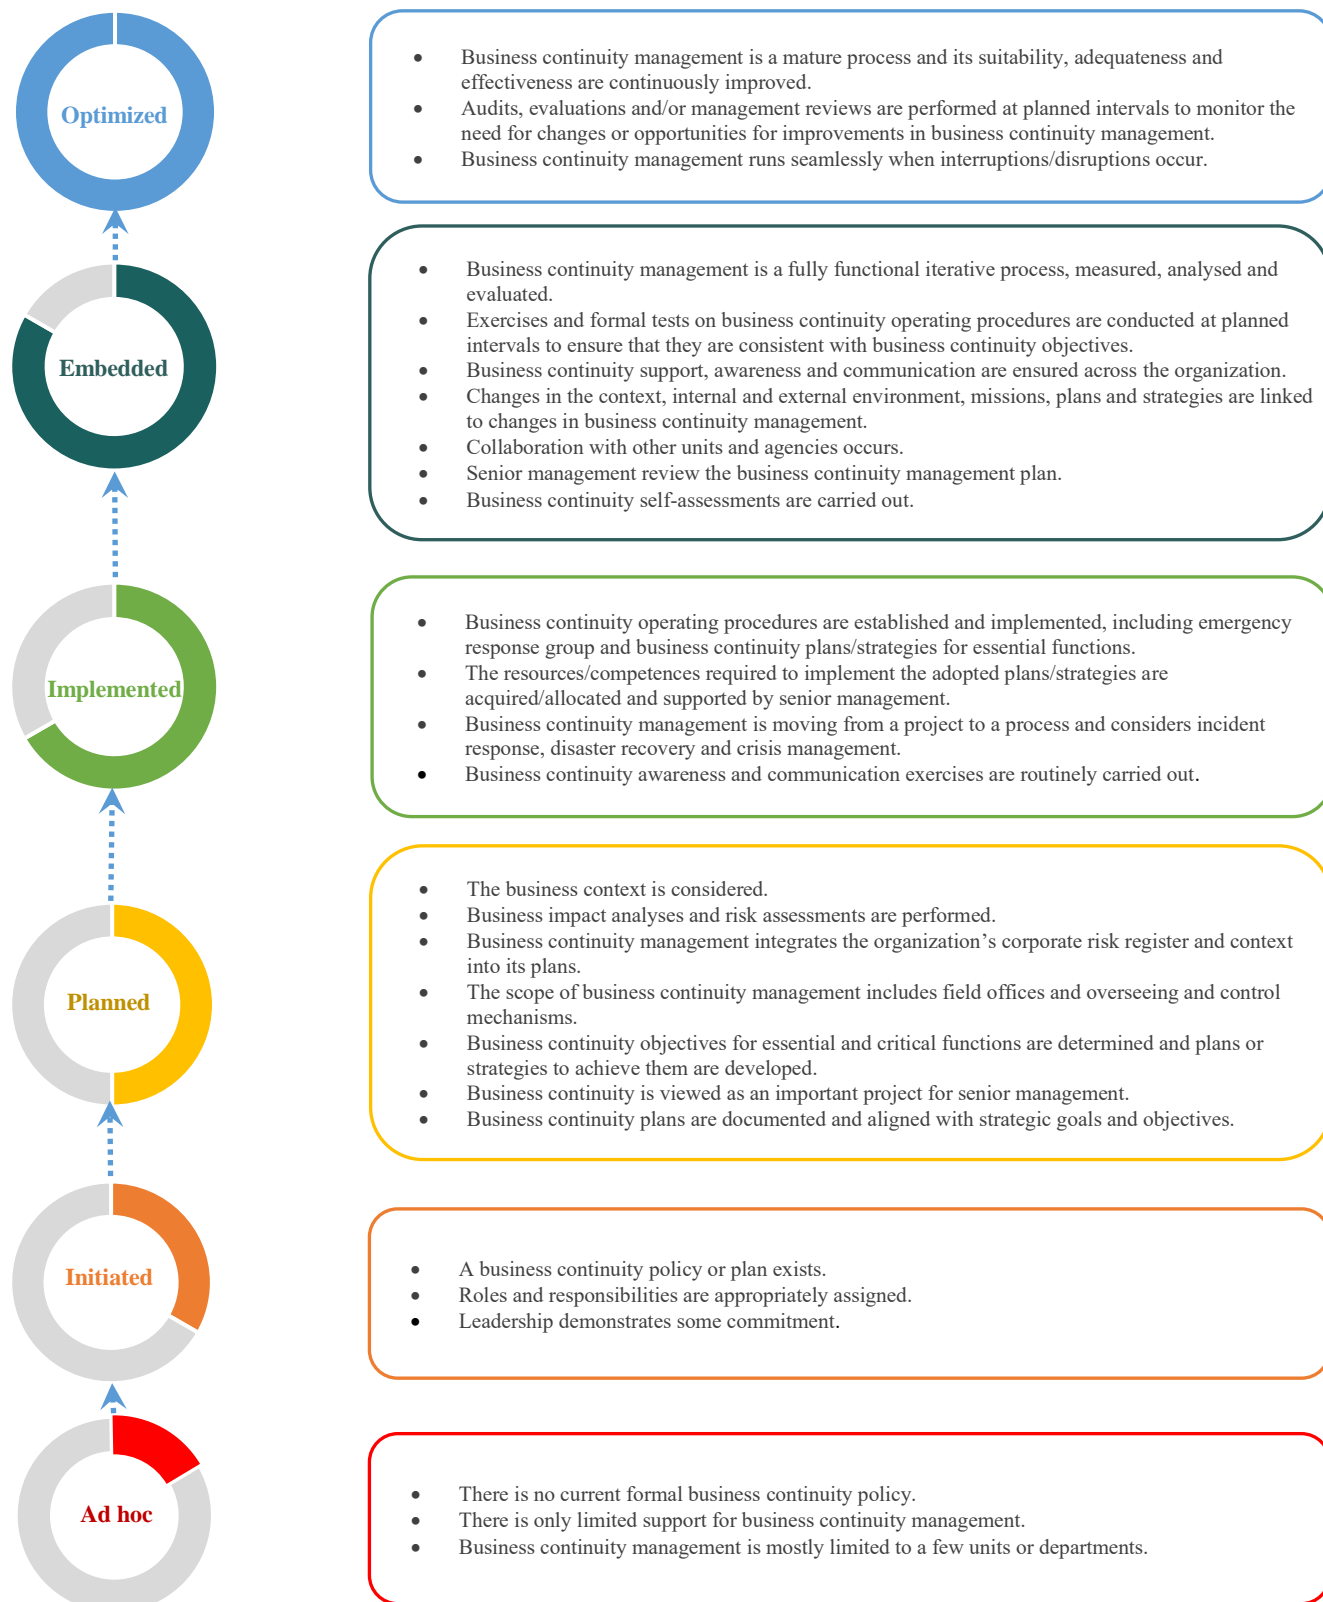 Optimized
• Business continuity management is a mature process and its suitability, adequateness and
effectiveness are continuously improved.
• Audits, evaluations and/or management reviews are performed at planned intervals to monitor the
need for changes or opportunities for improvements in business continuity management.
• Business continuity management runs seamlessly when interruptions/disruptions occur.
Embedded
• Business continuity management is a fully functional iterative process, measured, analysed and
evaluated.
• Exercises and formal tests on business continuity operating procedures are conducted at planned
intervals to ensure that they are consistent with business continuity objectives.
• Business continuity support, awareness and communication are ensured across the organization.
• Changes in the context, internal and external environment, missions, plans and strategies are linked
to changes in business continuity management.
• Collaboration with other units and agencies occurs.
• Senior management review the business continuity management plan.
• Business continuity self-assessments are carried out.
Implemented
• Business continuity operating procedures are established and implemented, including emergency
response group and business continuity plans/strategies for essential functions.
• The resources/competences required to implement the adopted plans/strategies are
acquired/allocated and supported by senior management.
• Business continuity management is moving from a project to a process and considers incident
response, disaster recovery and crisis management.
• Business continuity awareness and communication exercises are routinely carried out.
Planned
• The business context is considered.
• Business impact analyses and risk assessments are performed.
• Business continuity management integrates the organization’s corporate risk register and context
into its plans.
• The scope of business continuity management includes field offices and overseeing and control
mechanisms.
• Business continuity objectives for essential and critical functions are determined and plans or
strategies to achieve them are developed.
• Business continuity is viewed as an important project for senior management.
• Business continuity plans are documented and aligned with strategic goals and objectives.
Initiated
• A business continuity policy or plan exists.
• Roles and responsibilities are appropriately assigned.
• Leadership demonstrates some commitment.
Ad hoc
• There is no current formal business continuity policy.
• There is only limited support for business continuity management.
• Business continuity management is mostly limited to a few units or departments.